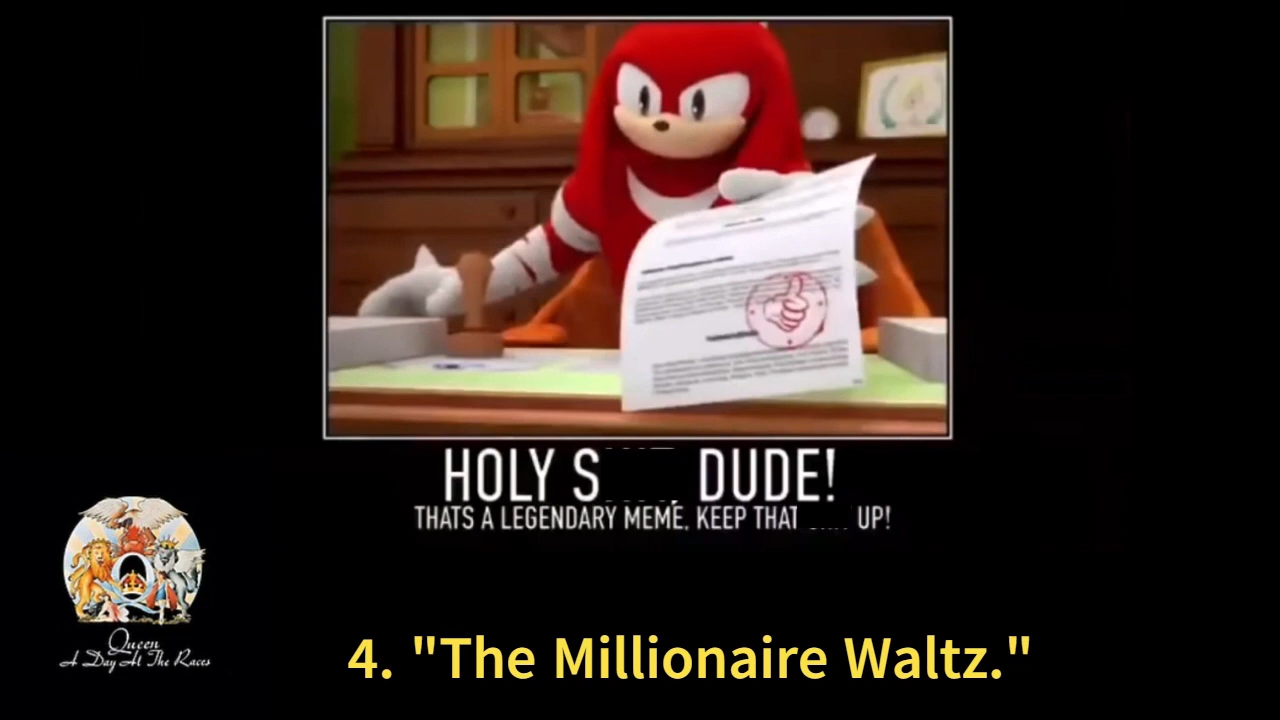 HOLY S DUDE!
THATS A LEGENDARY MEME, KEEP THAT UP!
Queen
A Day At The Races
4. "The Millionaire Waltz."